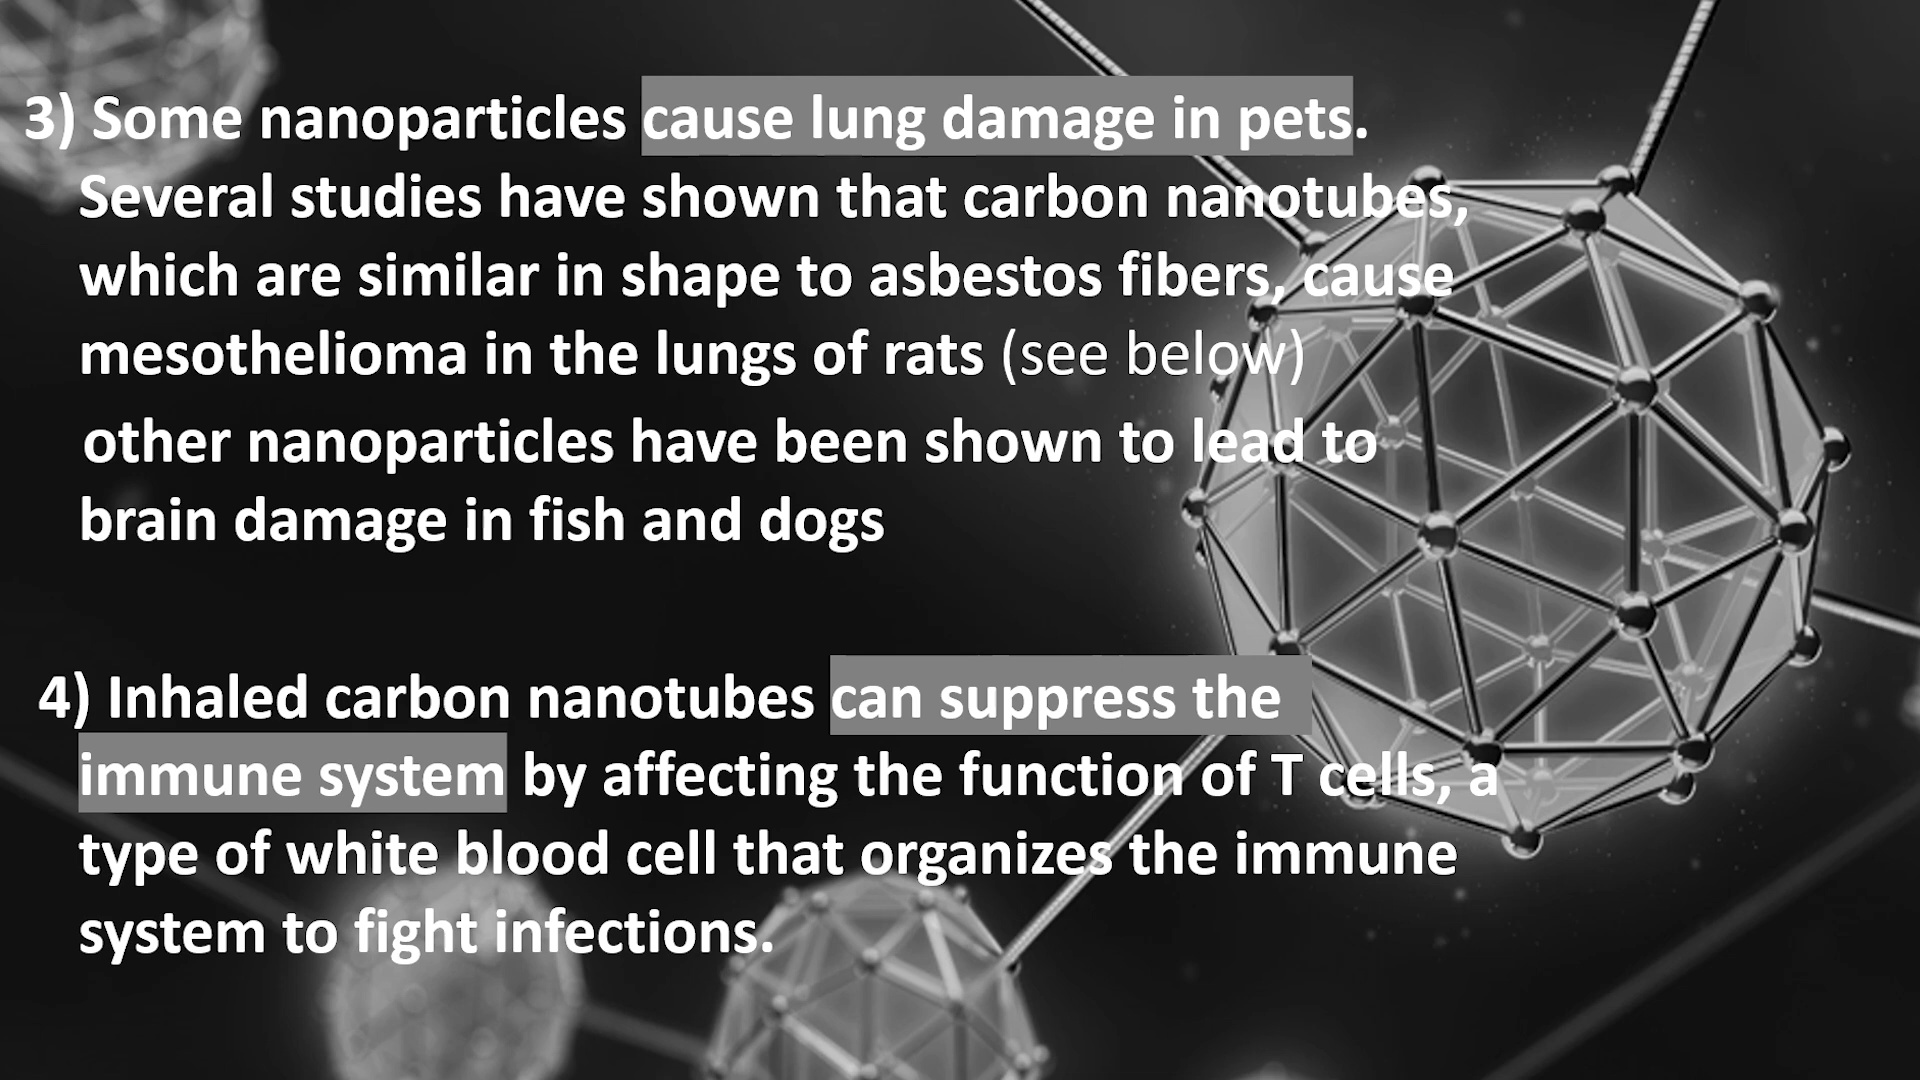 3) Some nanoparticles cause lung damage in pets.
Several studies have shown that carbon nanotubes,
which are similar in shape to asbestos fibers, cause
mesothelioma in the lungs of rats (see below)
other nanoparticles have been shown to lead to
brain damage in fish and dogs
4) Inhaled carbon nanotubes can suppress the
immune system by affecting the function of T cells, a
type of white blood cell that organizes the immune
system to fight infections.